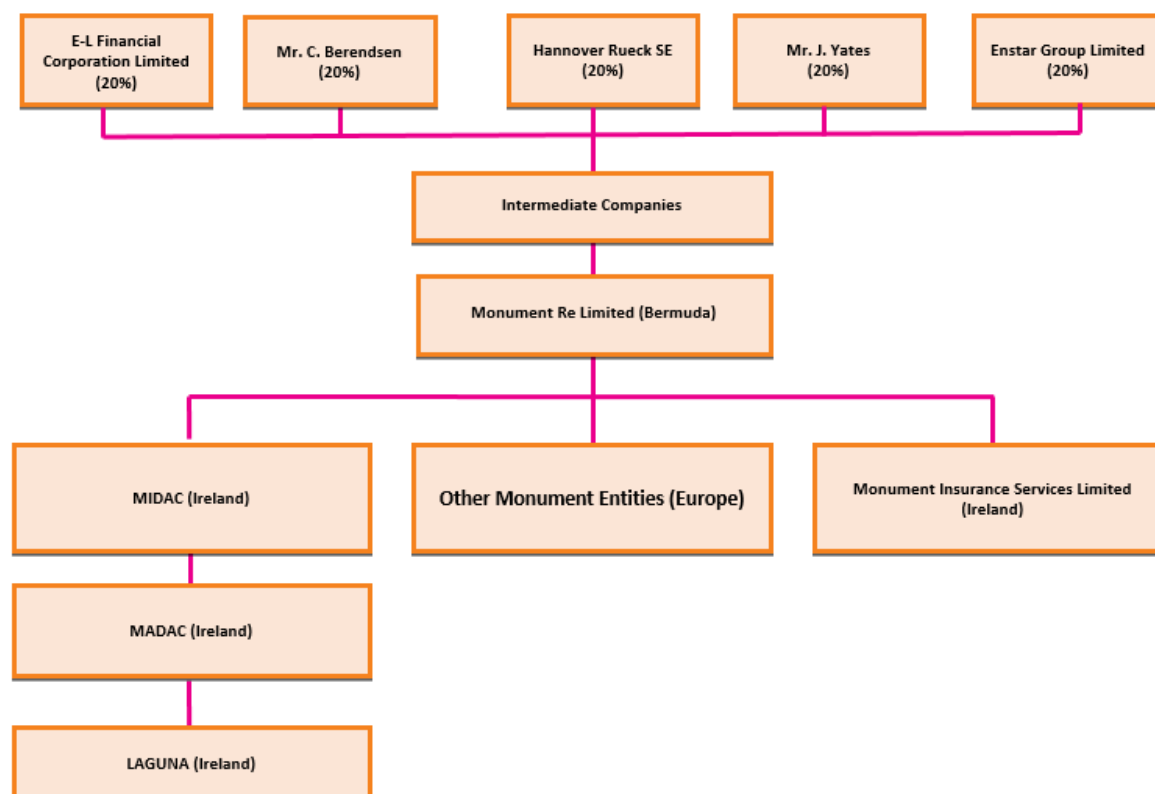 E-L Financial
Corporation Limited
(20%)
Mr. C. Berendsen
(20%)
Hannover Rueck SE
(20%)
Mr. J. Yates
(20%)
Enstar Group Limited
(20%)
Intermediate Companies
Monument Re Limited (Bermuda)
MIDAC (Ireland)
Other Monument Entities (Europe)
Monument Insurance Services Limited
(Ireland)
MADAC (Ireland)
LAGUNA (Ireland)